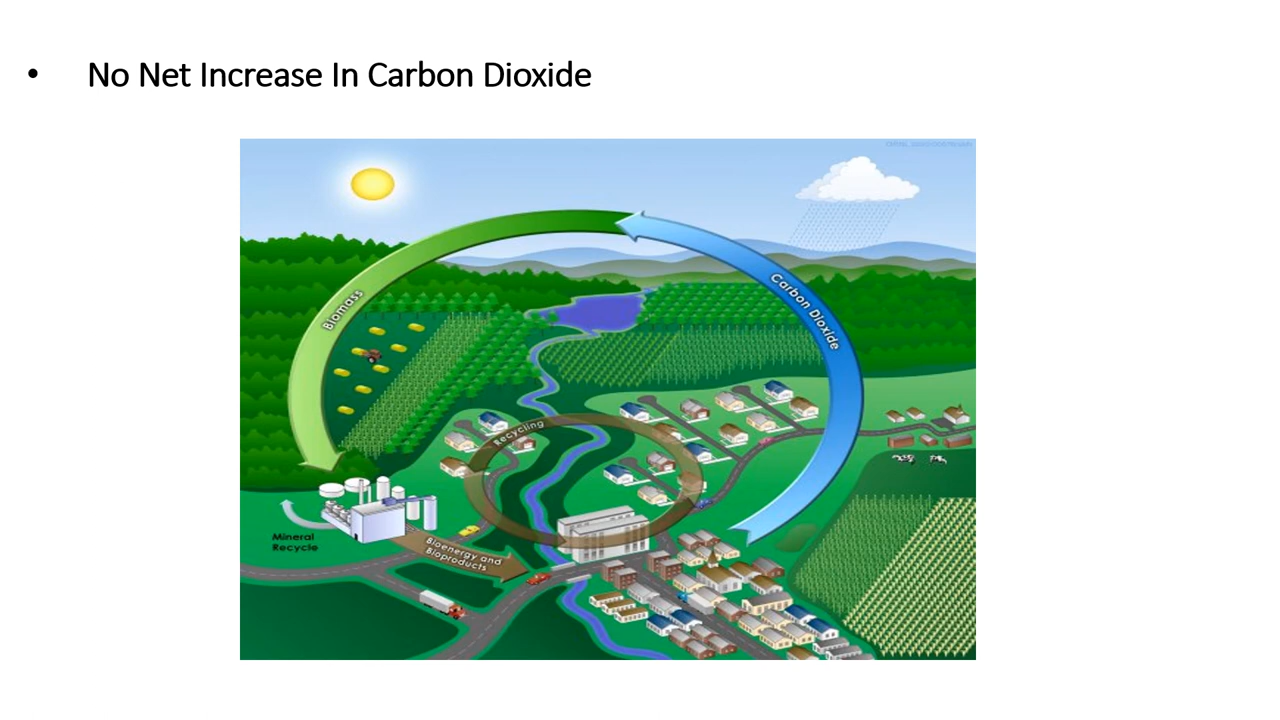 • No Net Increase In Carbon Dioxide
Biomass
Carbon Dioxide
Recycling
Mineral
Recycle
Bioenergy and
Bioproducts